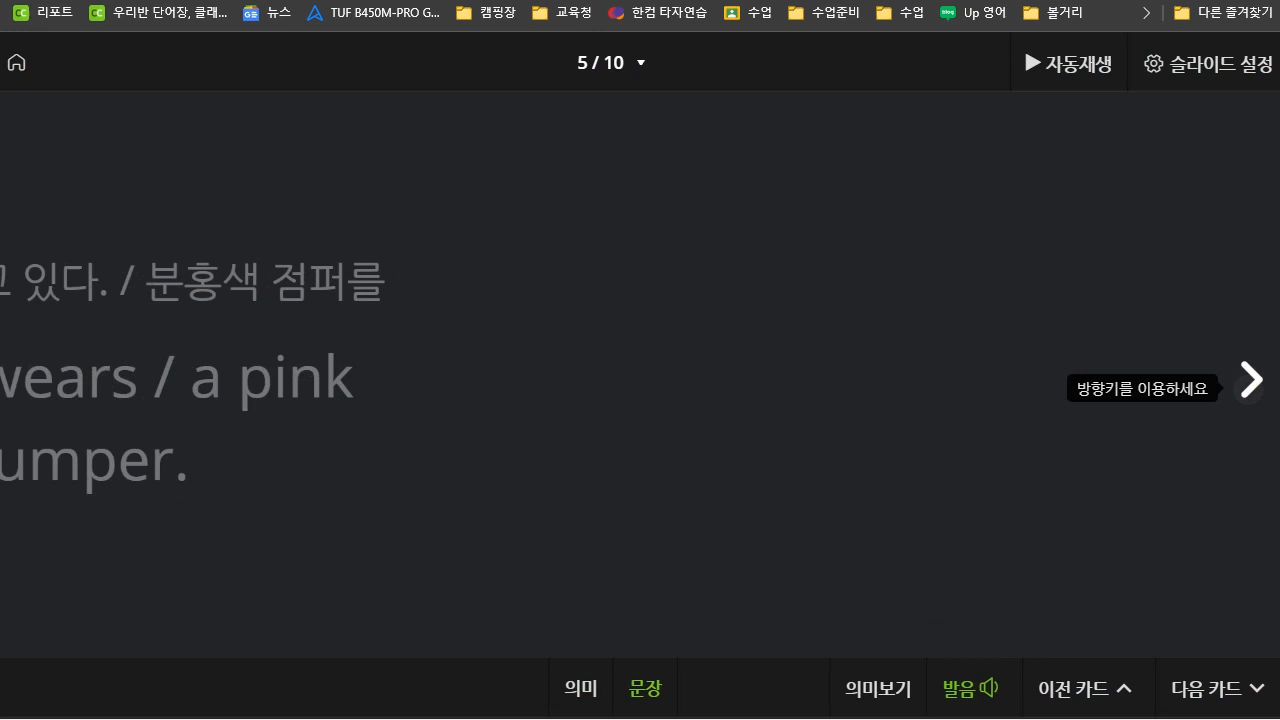 리포트 우리반 단어장, 클래... 뉴스 TUF B450M-PRO G... 캠핑장 교육청 한컴 타자연습 수업 수업준비 수업 Up 영어 볼거리 다른 즐겨찾기
5 / 10 자동재생 슬라이드 설정
있다. / 분홍색 점퍼를
wears / a pink
방향키를 이용하세요
umper.
의미 문장 의미보기 발음 이전 카드 다음 카드